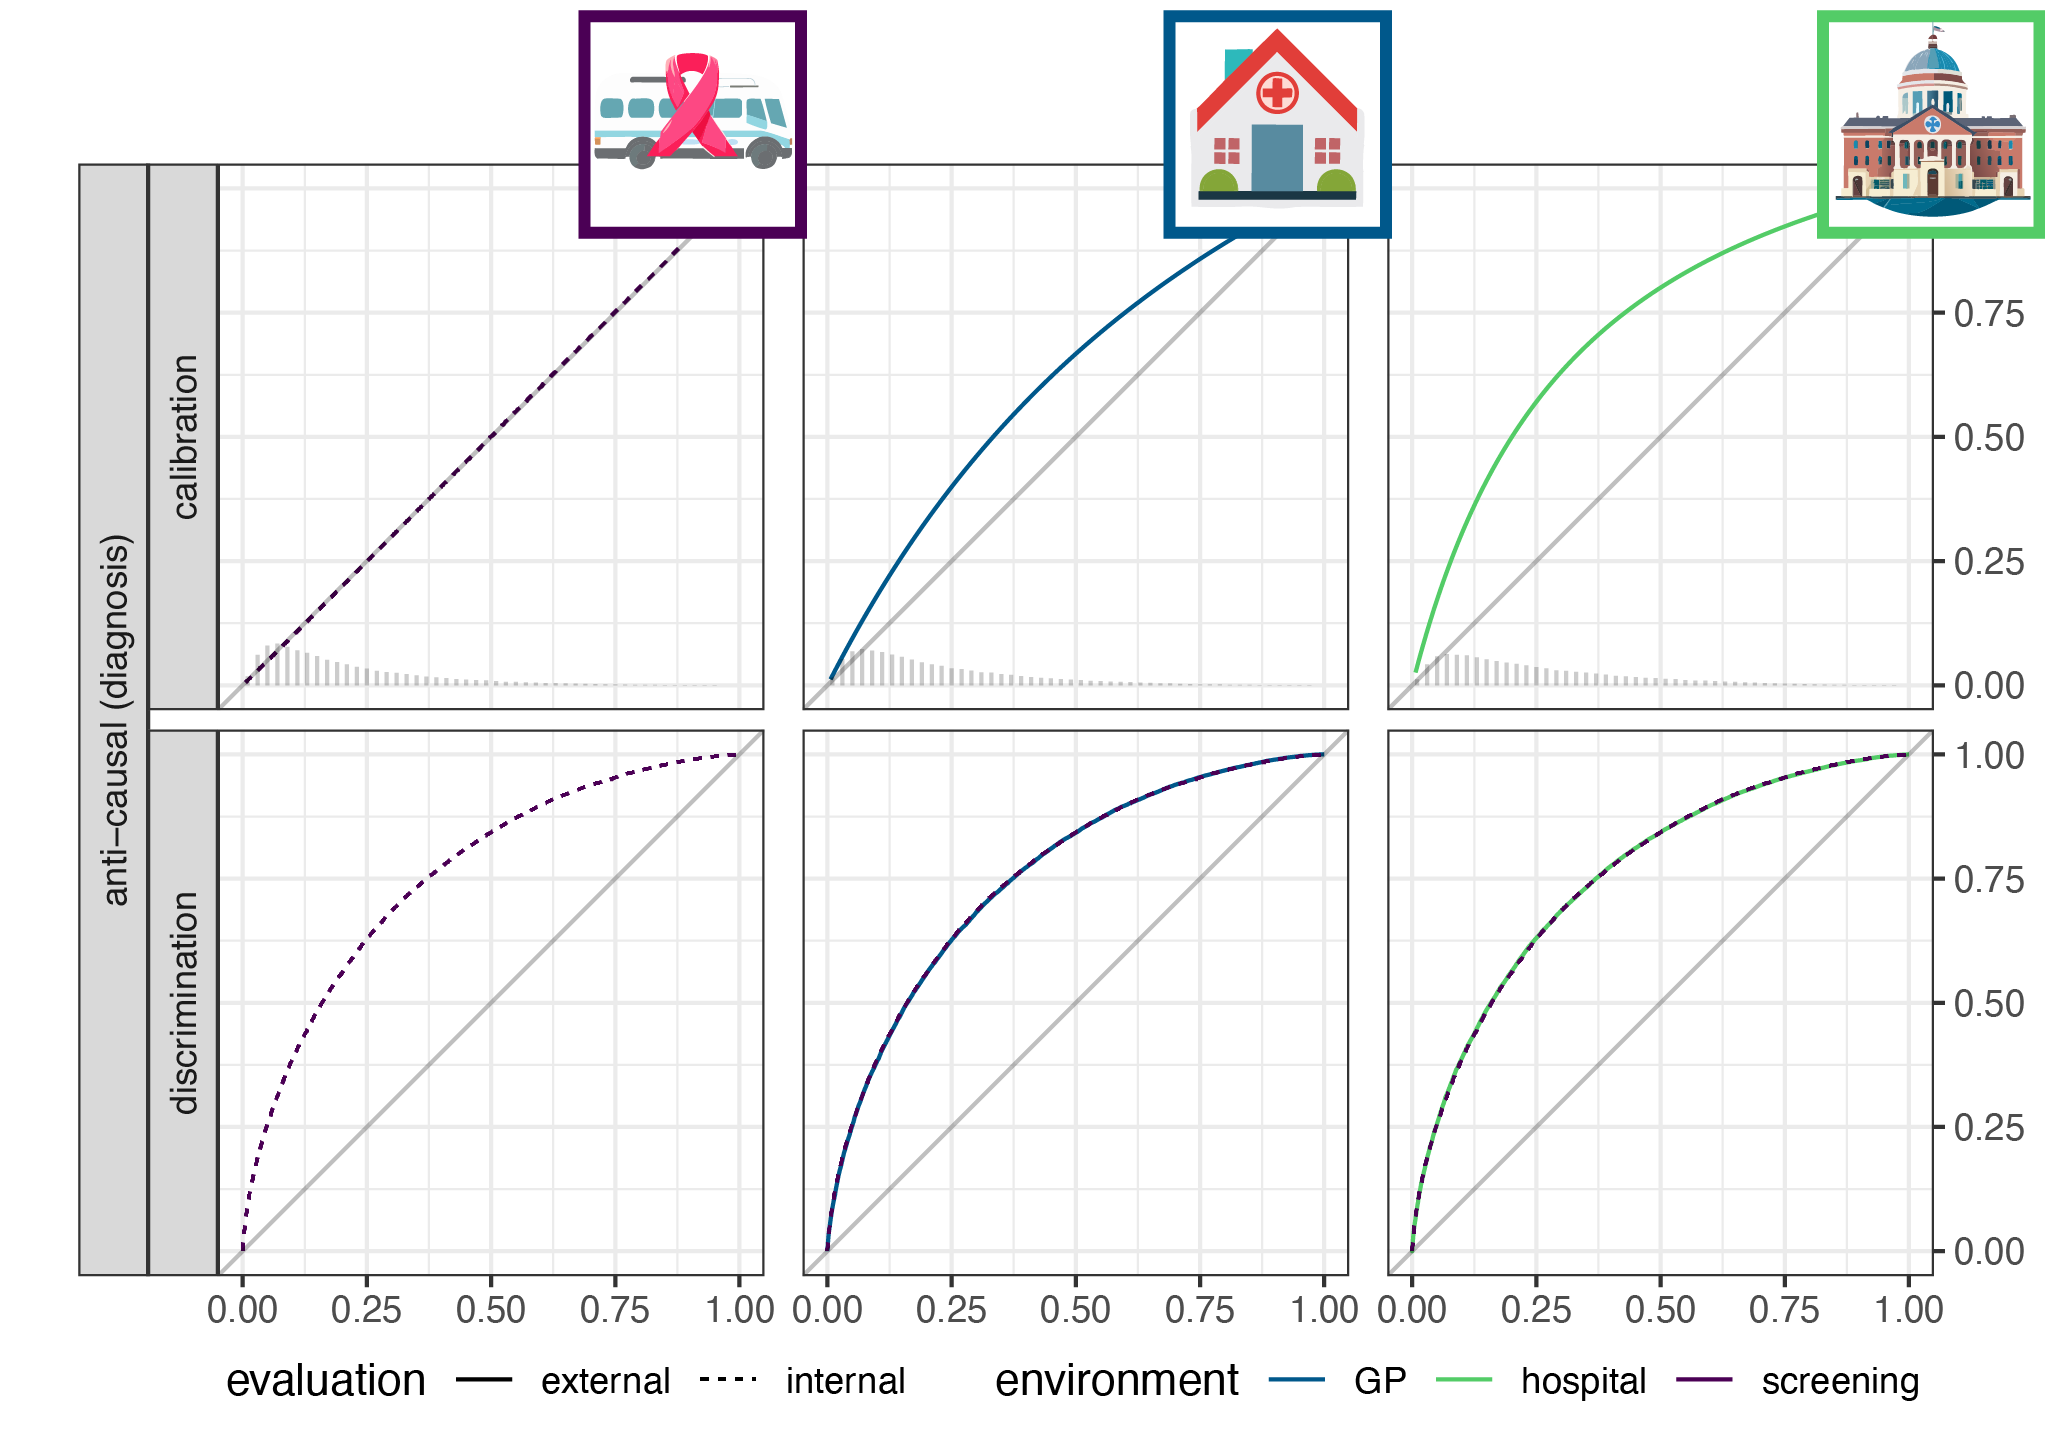 anti−causal (diagnosis)
calibration
0.75
0.50
0.25
0.00
discrimination
1.00
0.75
0.50
0.25
0.00
0.00 0.25 0.50 0.75 1.00 0.00 0.25 0.50 0.75 1.00 0.00 0.25 0.50 0.75 1.00
evaluation external internal environment GP hospital screening